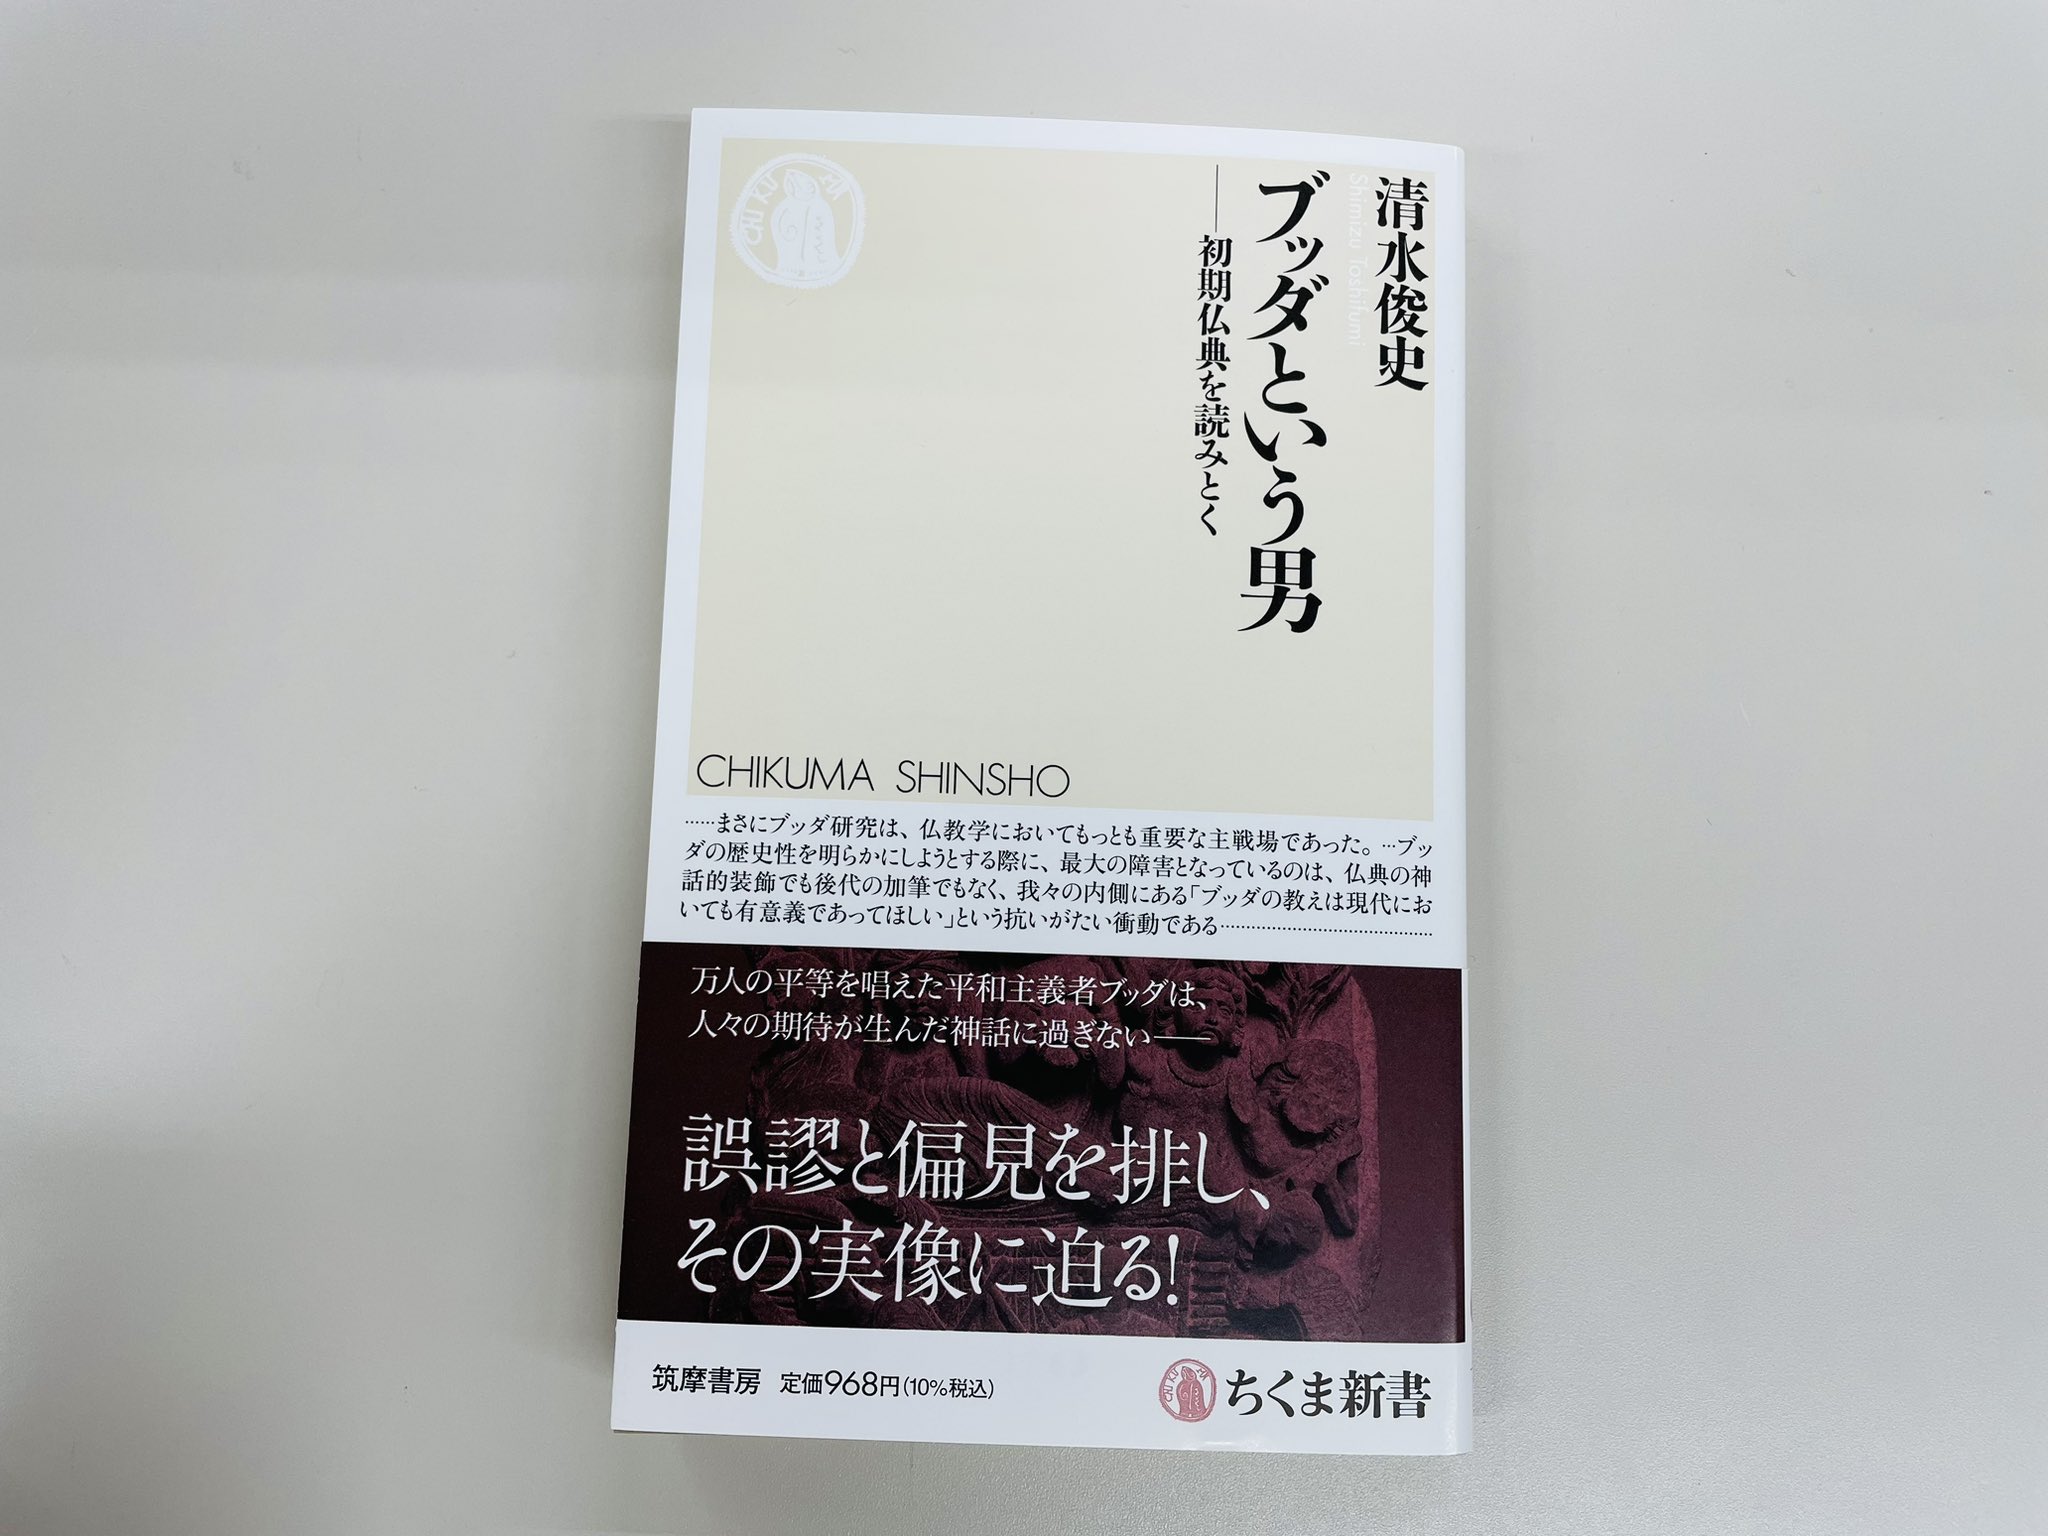 清水俊史
Shimizu Toshifumi
ブッダという男
――初期仏典を読みとく
CHIKUMA SHINSHO
……まさにブッダ研究は、仏教学においてもっとも重要な主戦場であった。…ブッ
ダの歴史性を明らかにしようとする際に、最大の障害となっているのは、仏典の神
話的装飾でも後代の加筆でもなく、我々の内側にある「ブッダの教えは現代にお
いても有意義であってほしい」という抗いがたい衝動である……………………………………
万人の平等を唱えた平和主義者ブッダは、
人々の期待が生んだ神話に過ぎない――
誤謬と偏見を排し、
その実像に迫る!
筑摩書房 定価968円(10%税込)
ちくま新書